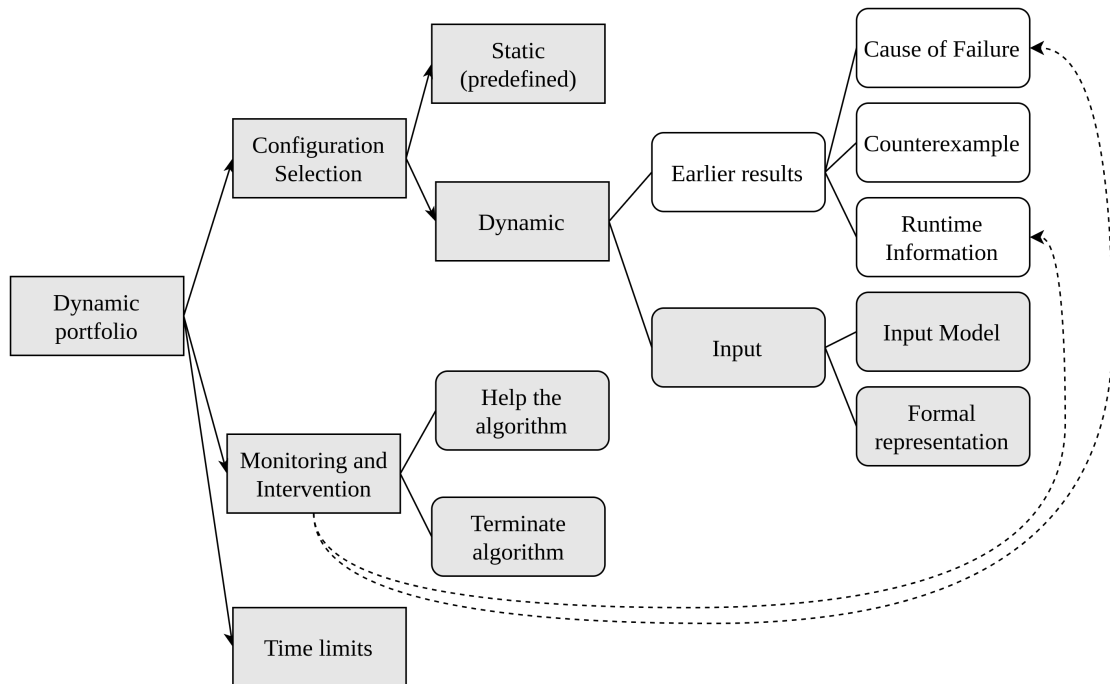 Dynamic
portfolio
Configuration
Selection
Static
(predefined)
Dynamic
Earlier results
Cause of Failure
Counterexample
Runtime
Information
Input
Input Model
Formal
representation
Monitoring and
Intervention
Help the
algorithm
Terminate
algorithm
Time limits